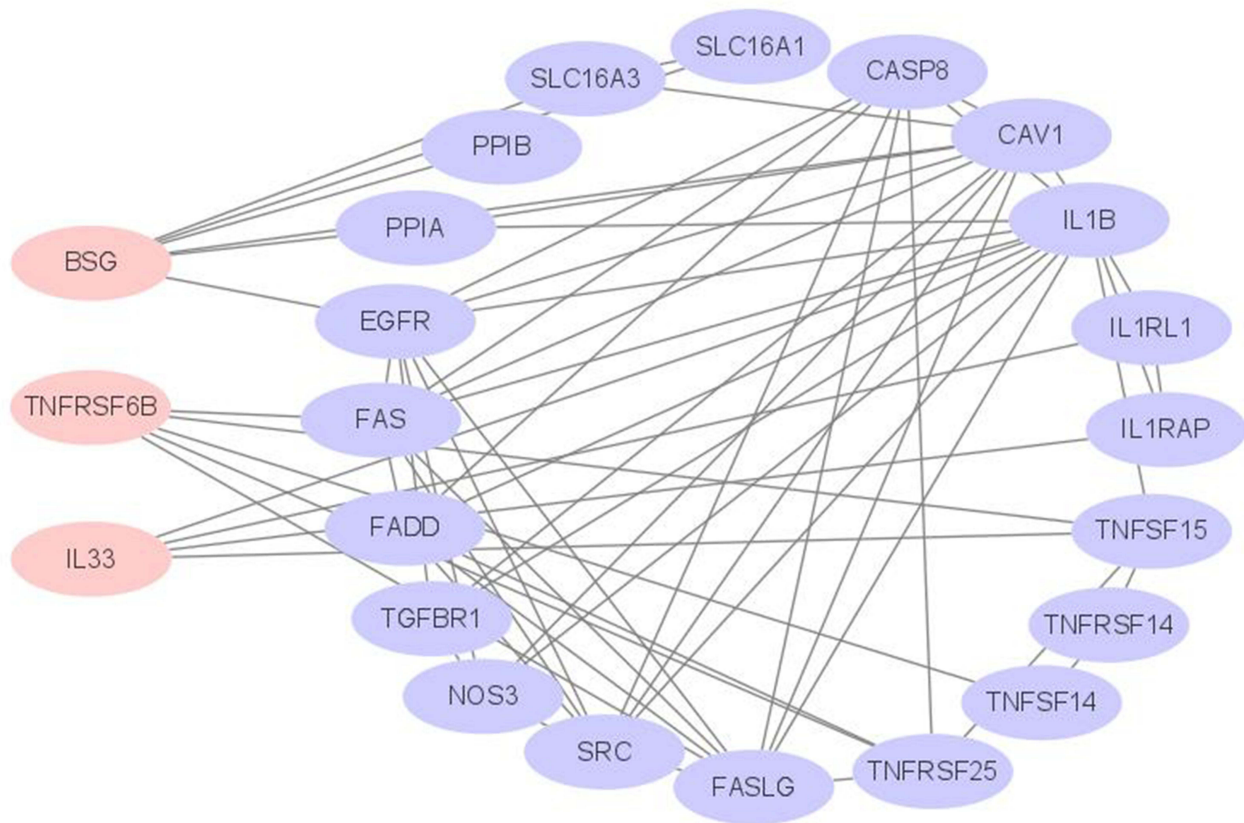 SLC16A1
SLC16A3
CASP8
CAV1
PPIB
IL1B
PPIA
BSG
EGFR
IL1RL1
TNFRSF6B
FAS
IL1RAP
FADD
TNFSF15
IL33
TGFBR1
TNFRSF14
NOS3
TNFSF14
SRC
TNFRSF25
FASLG